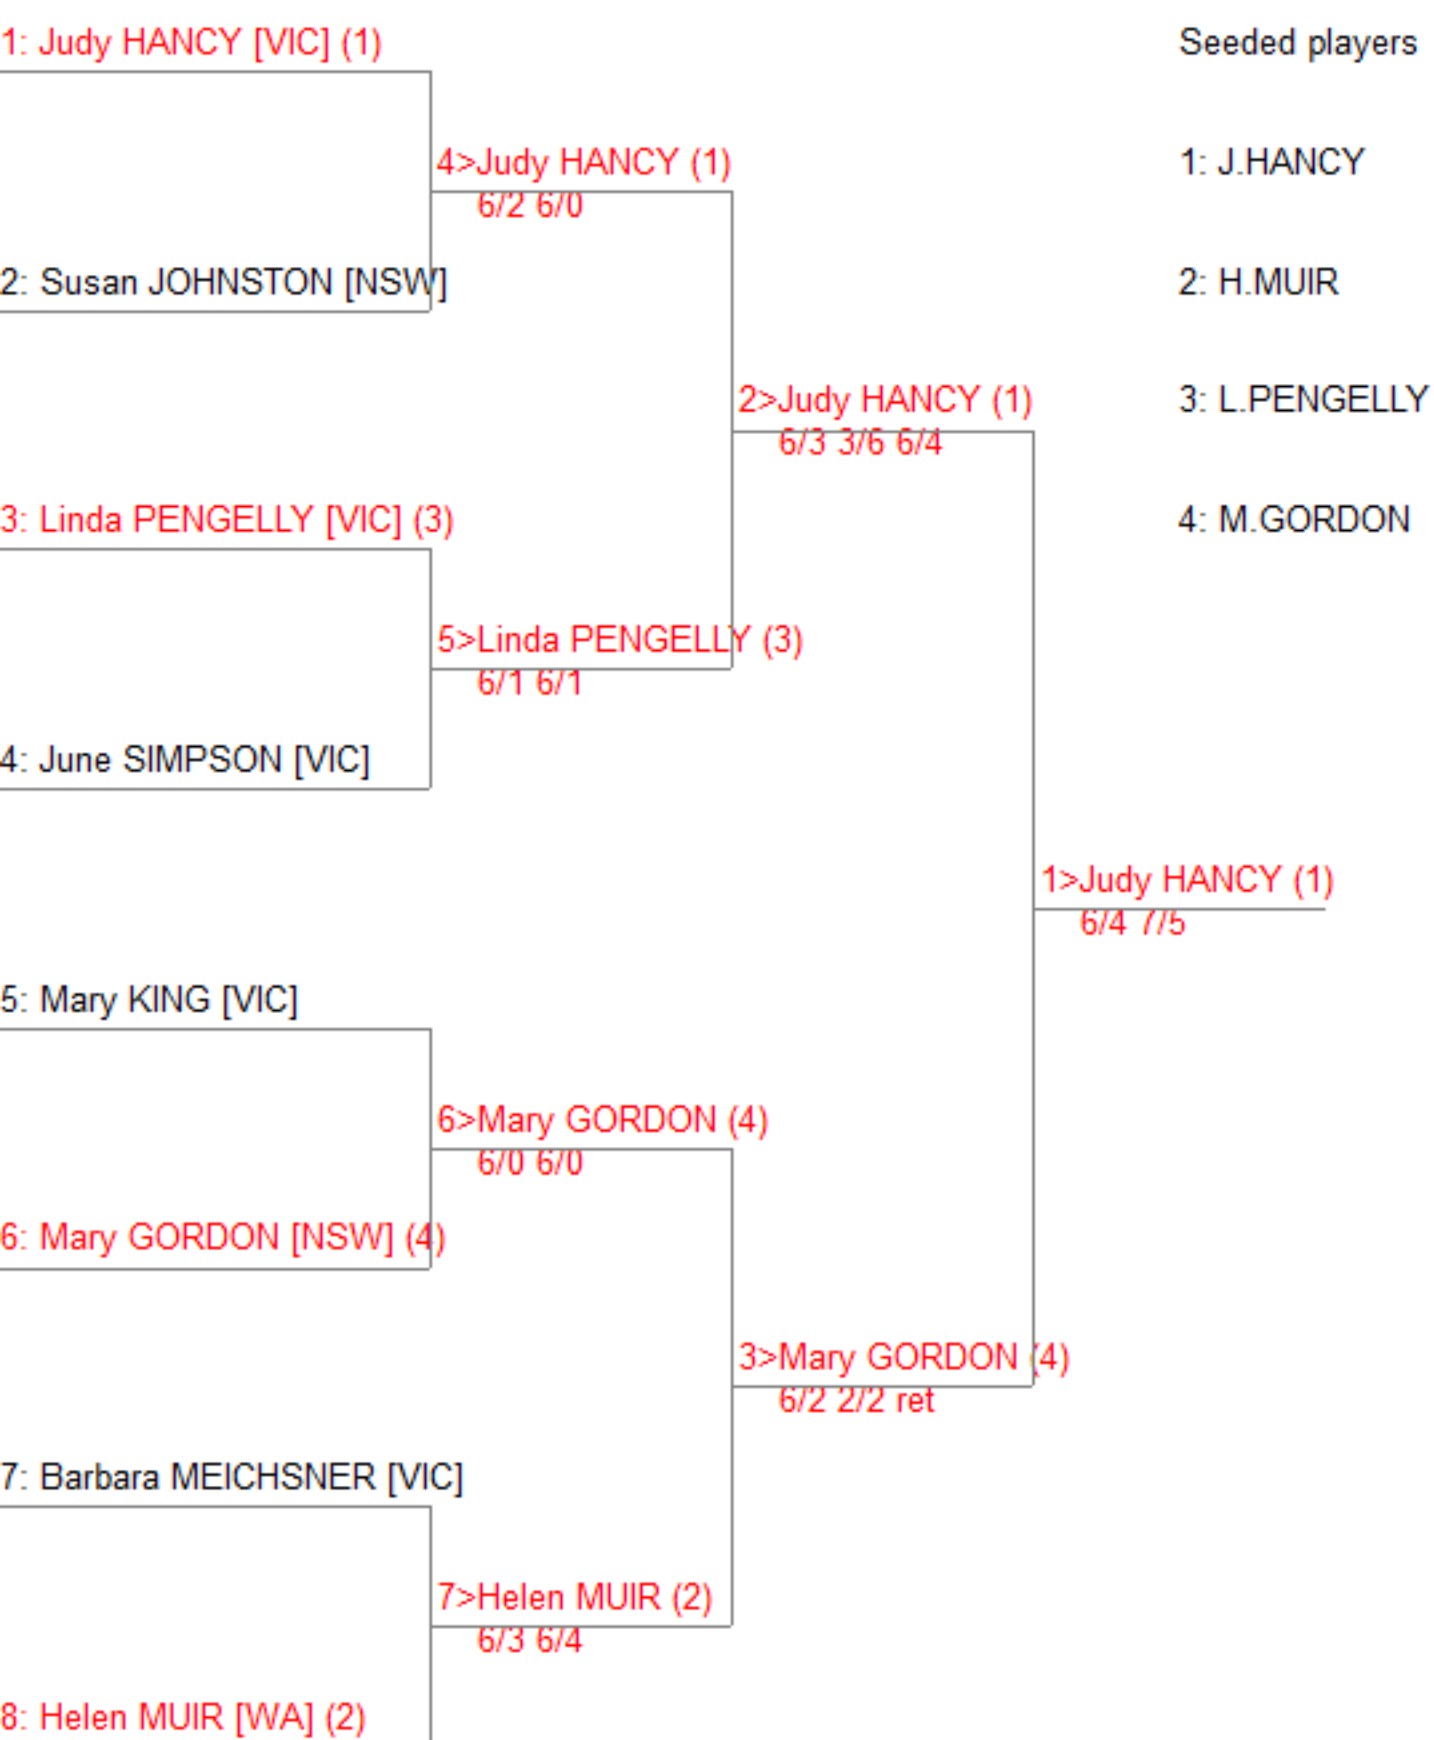 1: Judy HANCY [VIC] (1)
Seeded players
4>Judy HANCY (1)
1: J.HANCY
6/2 6/0
2: Susan JOHNSTON [NSW]
2: H.MUIR
2>Judy HANCY (1)
3: L.PENGELLY
6/3 3/6 6/4
3: Linda PENGELLY [VIC] (3)
4: M.GORDON
5>Linda PENGELLY (3)
6/1 6/1
4: June SIMPSON [VIC]
1>Judy HANCY (1)
6/4 7/5
5: Mary KING [VIC]
6>Mary GORDON (4)
6/0 6/0
6: Mary GORDON [NSW] (4)
3>Mary GORDON (4)
6/2 2/2 ret
7: Barbara MEICHSNER [VIC]
7>Helen MUIR (2)
6/3 6/4
8: Helen MUIR [WA] (2)